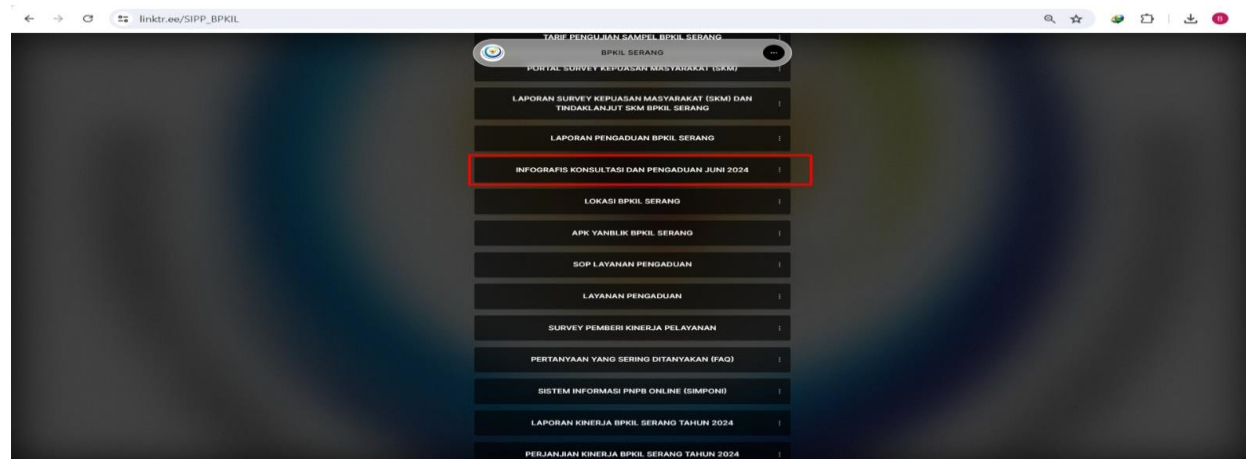 linktr.ee/SIPP_BPKIL
B
TARIF PENGUJIAN SAMPEL BPKIL SERANG
BPKIL SERANG
PORTAL SURVEY KEPUASAN MASYARAKAT (SKM)
LAPORAN SURVEY KEPUASAN MASYARAKAT (SKM) DAN
TINDAKLANJUT SKM BPKIL SERANG
LAPORAN PENGADUAN BPKIL SERANG
INFOGRAFIS KONSULTASI DAN PENGADUAN JUNI 2024
LOKASI BPKIL SERANG
APK YANBLIK BPKIL SERANG
SOP LAYANAN PENGADUAN
LAYANAN PENGADUAN
SURVEY PEMBERI KINERJA PELAYANAN
PERTANYAAN YANG SERING DITANYAKAN (FAQ)
SISTEM INFORMASI PNPB ONLINE (SIMPONI)
LAPORAN KINERJA BPKIL SERANG TAHUN 2024
PERJANJIAN KINERJA BPKIL SERANG TAHUN 2024